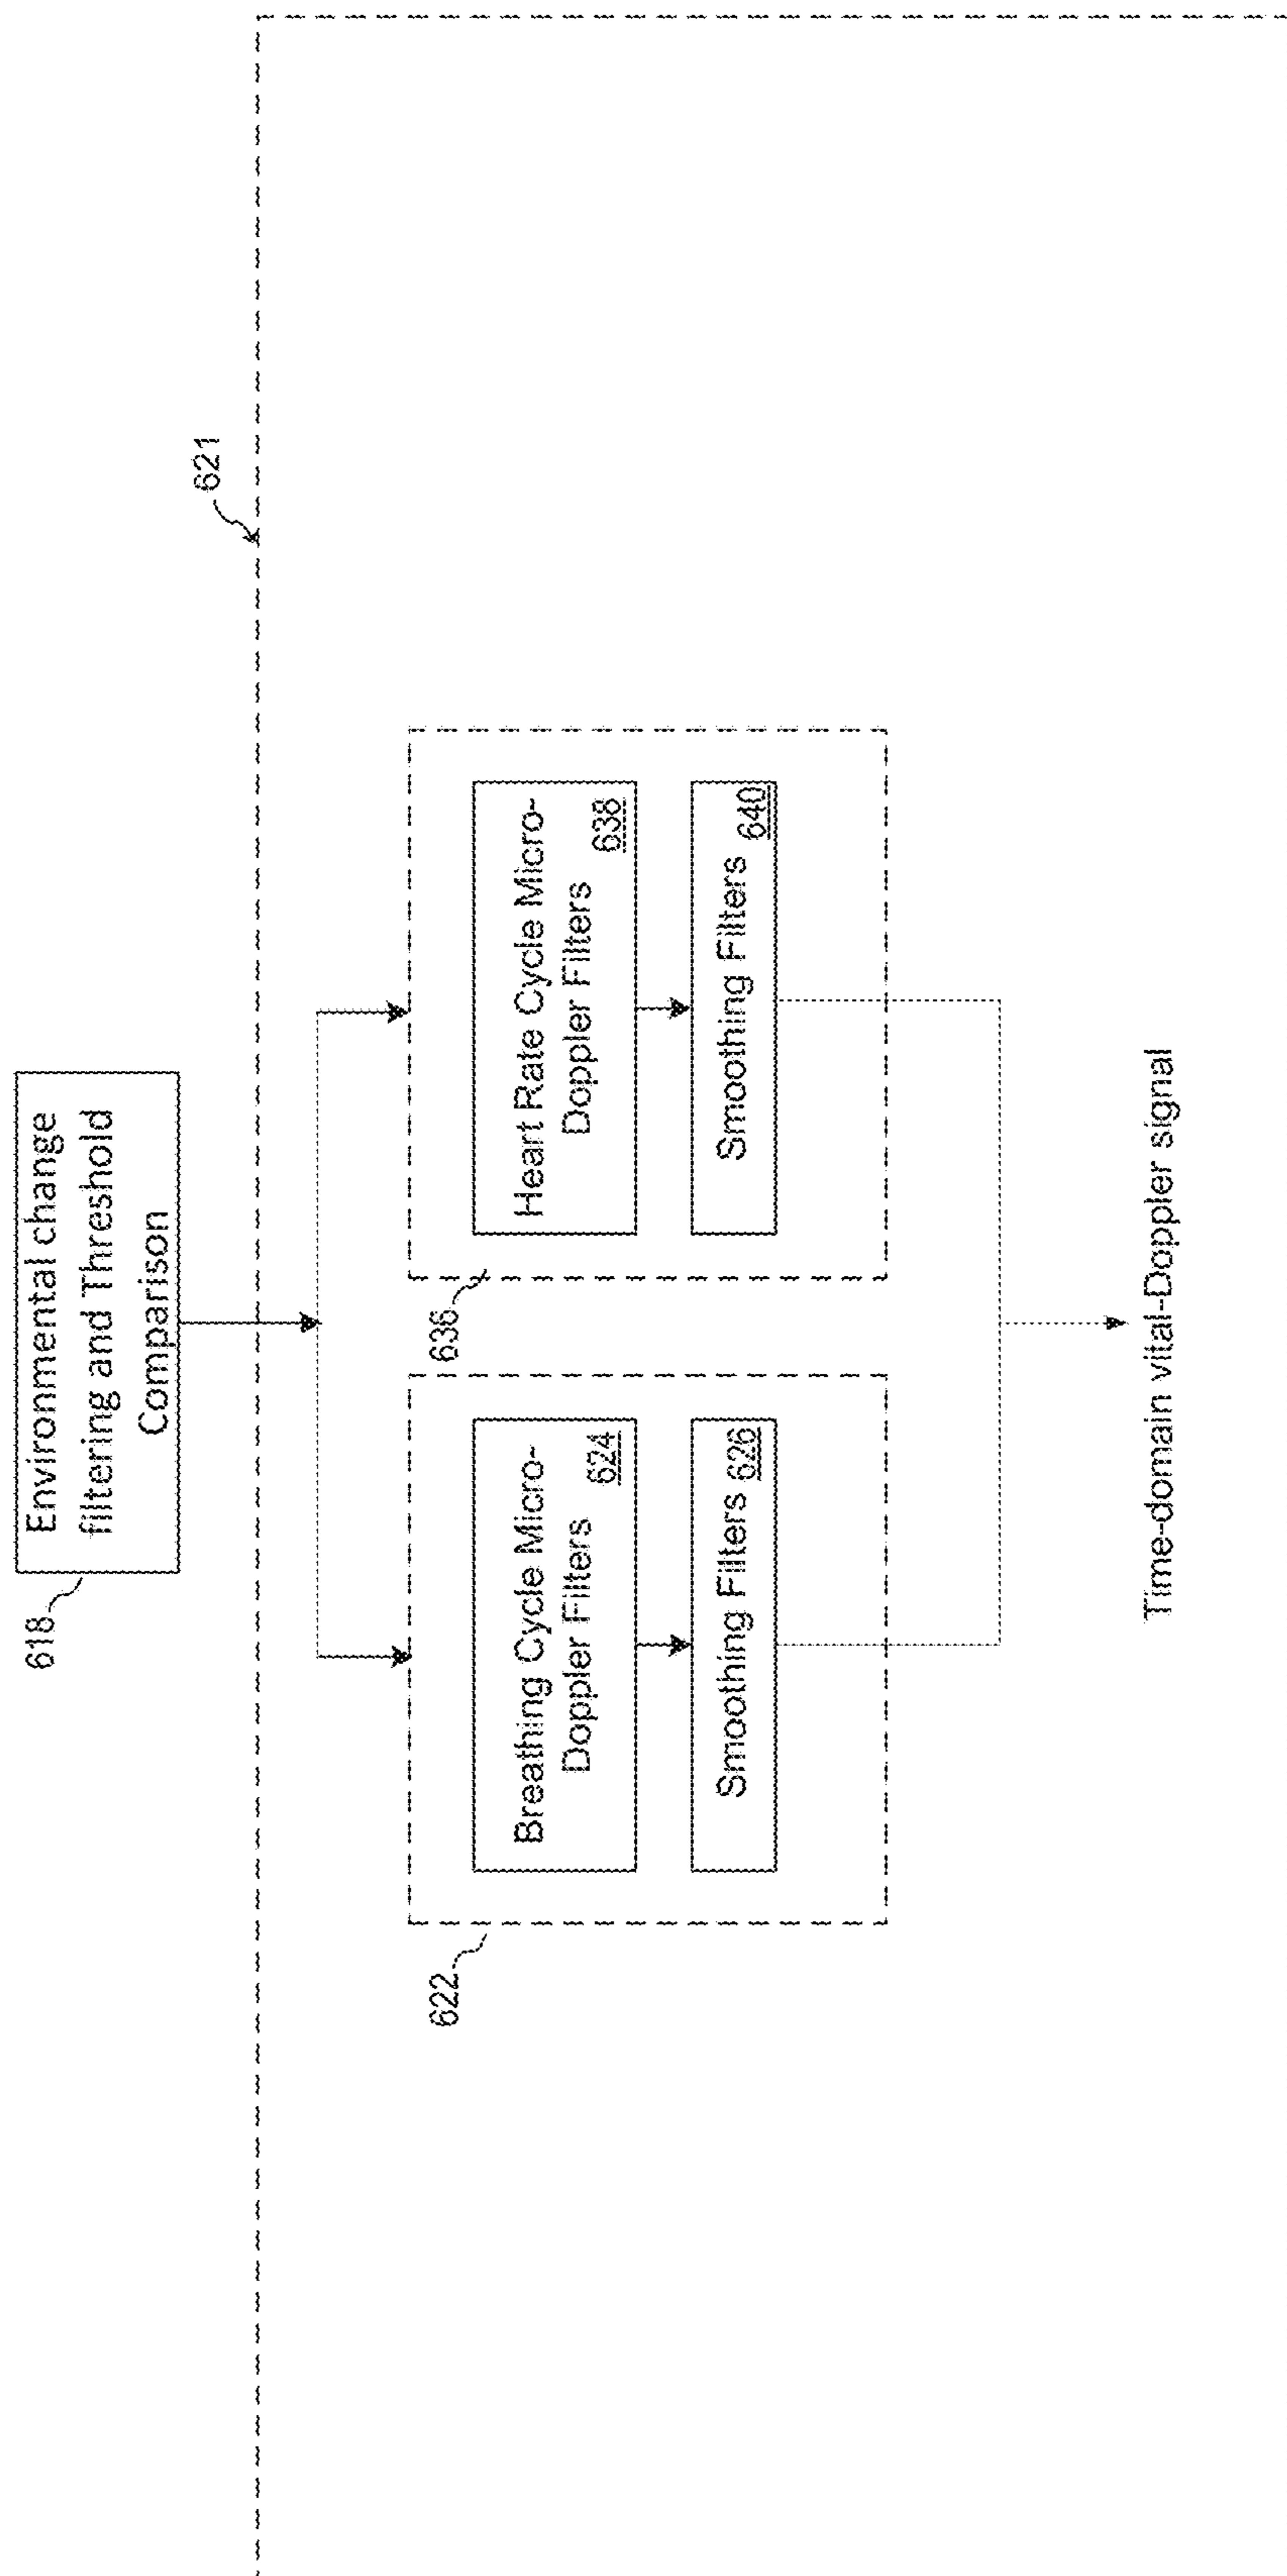 618
Environmental change
filtering and Threshold
Comparison
621
622
Breathing Cycle Micro-
Doppler Filters
624
Smoothing Filters 626
636
Heart Rate Cycle Micro-
Doppler Filters
638
Smoothing Filters 640
Time-domain vital-Doppler signal